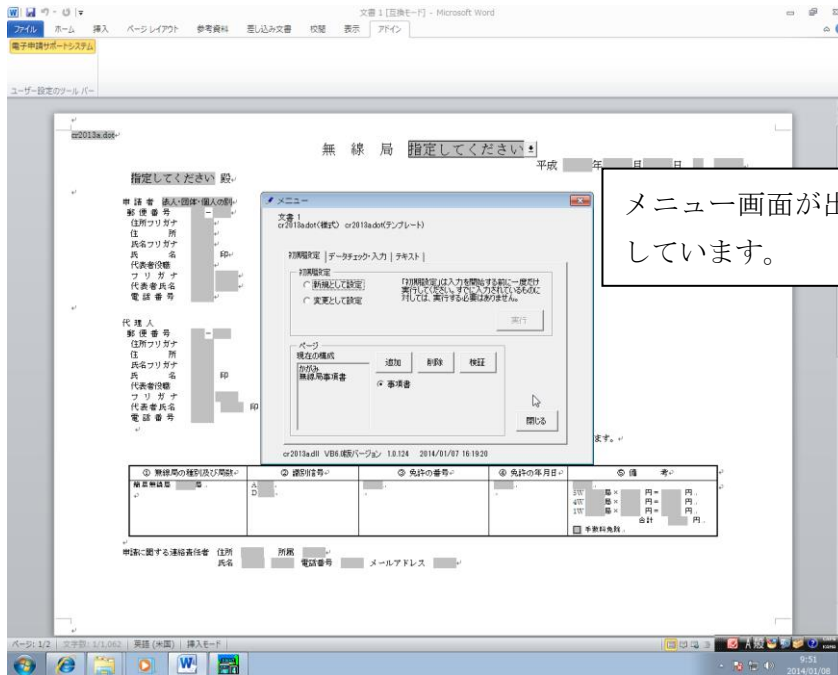 文書 1 [互換モード] - Microsoft Word
ファイル ホーム 挿入 ページ レイアウト 参考資料 差し込み文書 校閲 表示 アドイン
電子申請サポートシステム
ユーザー設定のツール バー
cr2013a.dot
無 線 局 指定してください
平成 年 月 日
指定してください 殿
メニュー画面が出
しています。
申 請 者 法人・団体・個人の別
郵 便 番 号 -
住所フリガナ
住 所
氏名フリガナ
氏 名 印
代表者役職
フ リ ガ ナ
代表者氏名
電 話 番 号
代 理 人
郵 便 番 号 -
住所フリガナ
住 所
氏名フリガナ
氏 名 印
代表者役職
フ リ ガ ナ
代表者氏名 印
電 話 番 号
メニュー
文書 1
cr2013adot(様式) cr2013adot(テンプレート)
初期設定 データチェック・入力 テキスト
初期設定
新規として設定
変更として設定
「初期設定」は入力を開始する前に一度だけ
実行してください。すでに入力されているものに
対しては、実行する必要はありません。
実行
ページ
現在の構成
かがみ
無線局事項書
追加 削除 検証
事項書
閉じる
cr2013a.dll VB6.0版バージョン 1.0.124 2014/01/07 16:19:20
ます。
① 無線局の種別及び局数 ② 識別信号 ③ 免許の番号 ④ 免許の年月日 ⑤ 備 考
簡易無線局 局
A
D
5W 局× 円= 円
4W 局× 円= 円
1W 局× 円= 円
合計 円
手数料免除
申請に関する連絡責任者 住所 所属
氏名 電話番号 メールアドレス
ページ: 1/2 文字数: 1/1,062 英語 (米国) 挿入モード
A 般
9:51
2014/01/08